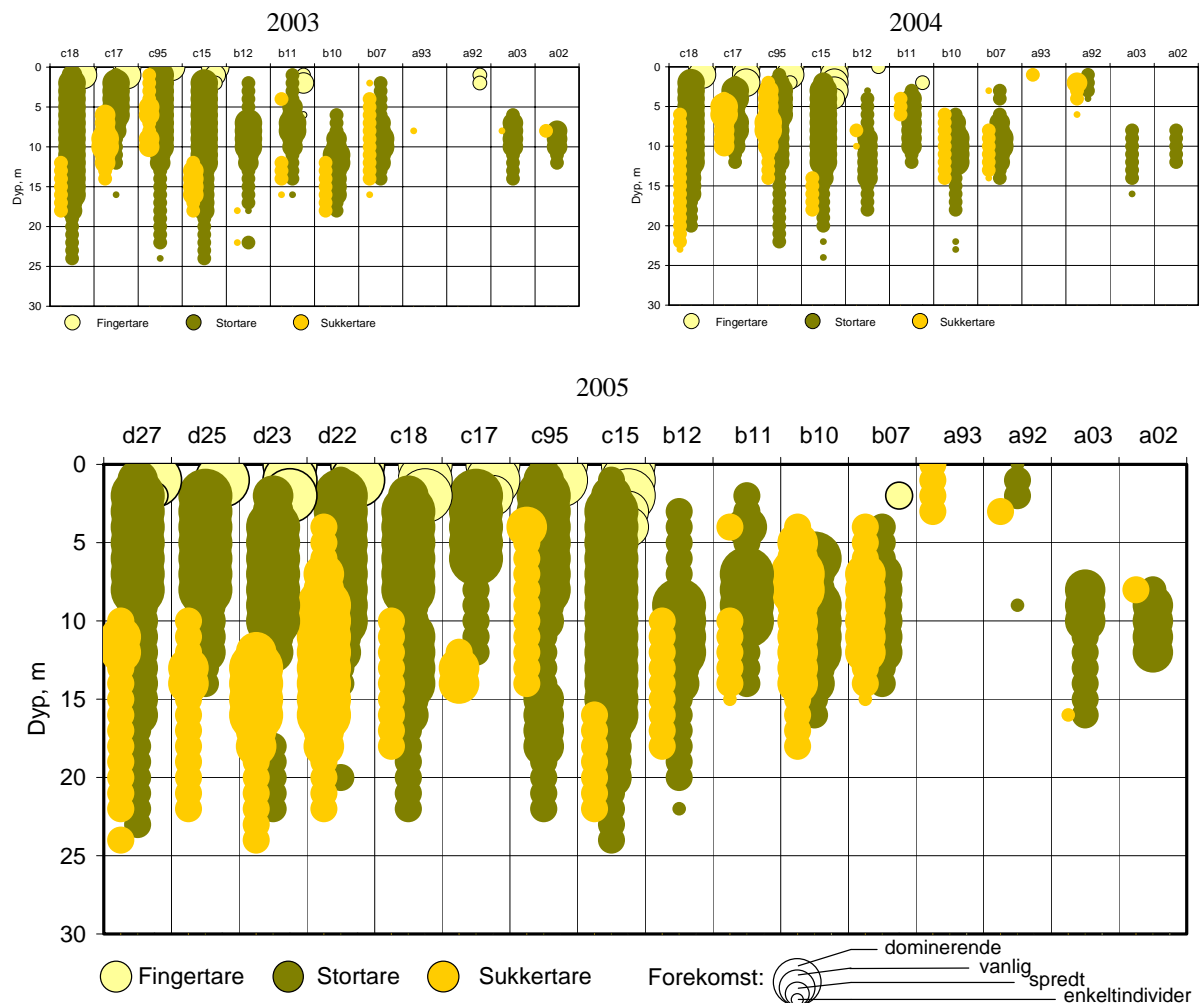 2003
c18 c17 c95 c15 b12 b11 b10 b07 a93 a92 a03 a02
0
5
10
15
20
25
30
Dyp, m
Fingertare Stortare Sukkertare
2004
c18 c17 c95 c15 b12 b11 b10 b07 a93 a92 a03 a02
0
5
10
15
20
25
30
Dyp, m
Fingertare Stortare Sukkertare
2005
d27 d25 d23 d22 c18 c17 c95 c15 b12 b11 b10 b07 a93 a92 a03 a02
0
5
10
15
20
25
30
Dyp, m
Fingertare Stortare Sukkertare Forekomst:
dominerende
vanlig
spredt
enkeltindivider